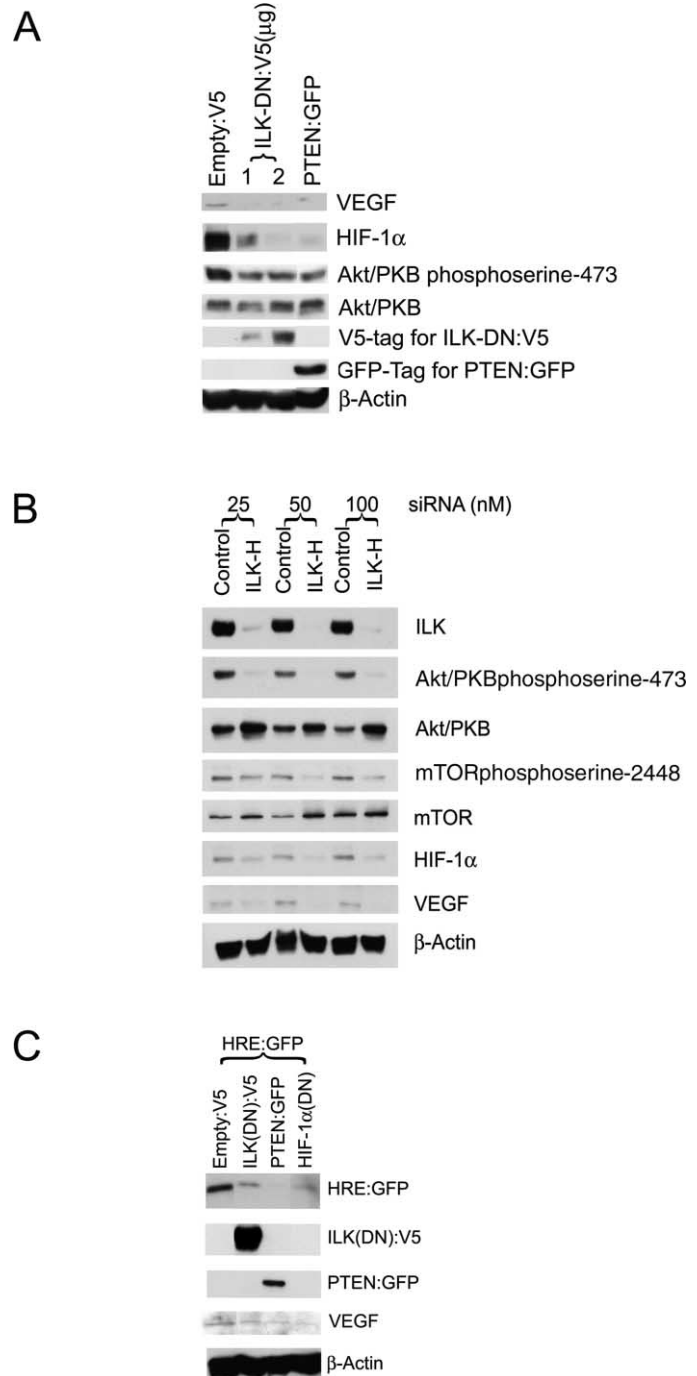 A
Empty:V5
ILK-DN:V5(μg)
1 2
PTEN:GFP
VEGF
HIF-1α
Akt/PKB phosphoserine-473
Akt/PKB
V5-tag for ILK-DN:V5
GFP-Tag for PTEN:GFP
β-Actin
B
25 50 100 siRNA (nM)
Control ILK-H Control ILK-H Control ILK-H
ILK
Akt/PKBphosphoserine-473
Akt/PKB
mTORphosphoserine-2448
mTOR
HIF-1α
VEGF
β-Actin
C
HRE:GFP
Empty:V5
ILK(DN):V5
PTEN:GFP
HIF-1α(DN)
HRE:GFP
ILK(DN):V5
PTEN:GFP
VEGF
β-Actin